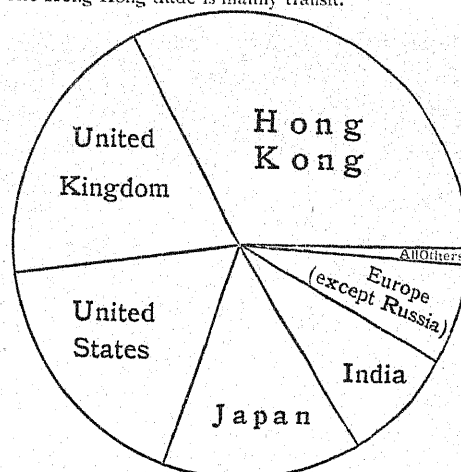 Hong Kong trade is mainly transit.
Hong
Kong
United
Kingdom
All Others
Europe
(except Russia)
United
States
India
Japan